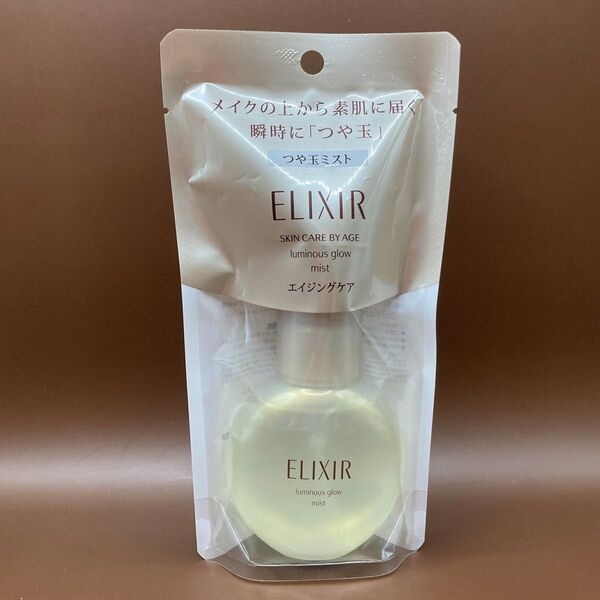 メイクの上から素肌に届く
瞬時に「つや玉」
つや玉ミスト
ELIXIR
SKIN CARE BY AGE
luminous glow
mist
エイジングケア
ELIXIR
luminous glow
mist